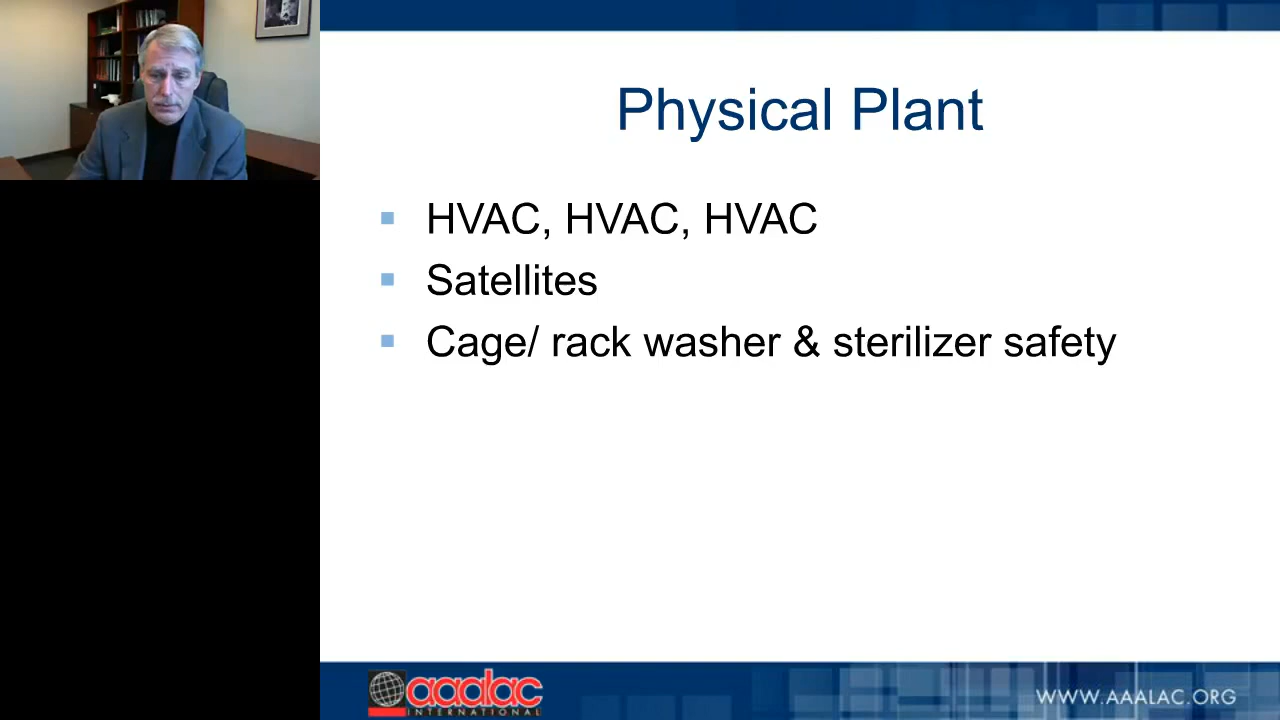 Physical Plant
HVAC, HVAC, HVAC
Satellites
Cage/ rack washer & sterilizer safety
aaalac
INTERNATIONAL
WWW.AAALAC.ORG